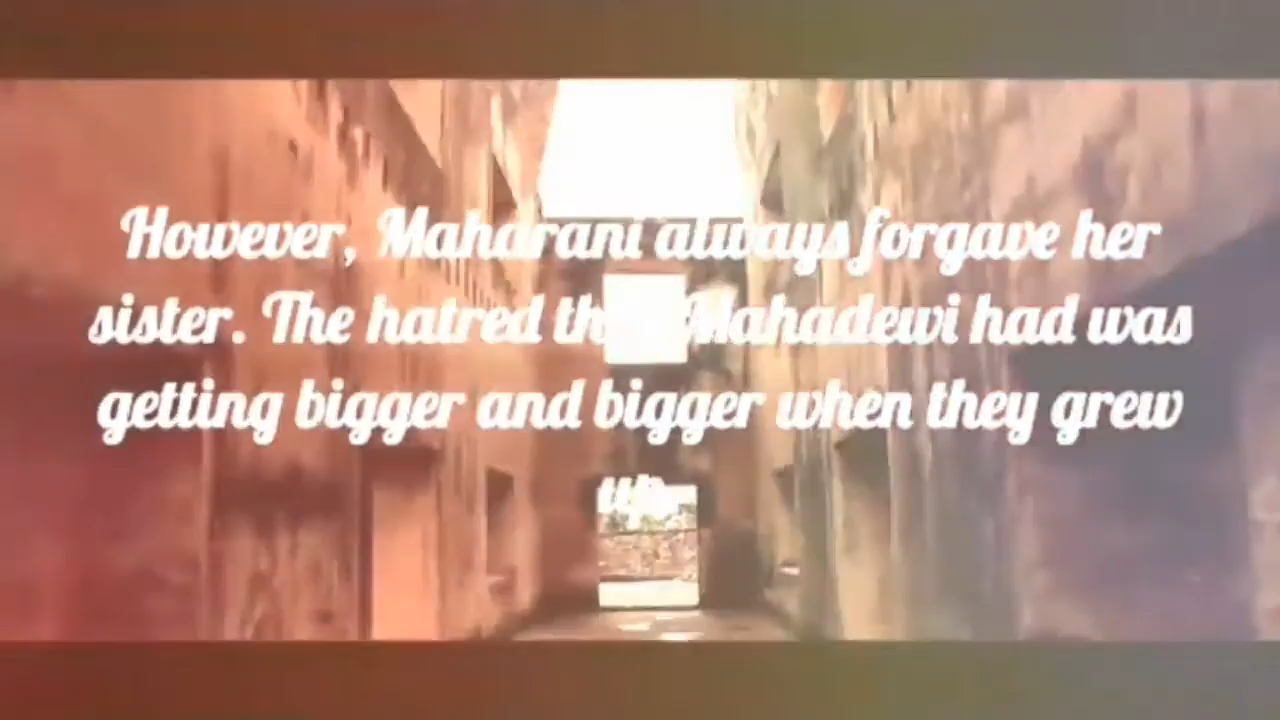 However, Maharani always forgave her
sister. The hatred that Mahadewi had was
getting bigger and bigger when they grew
up.